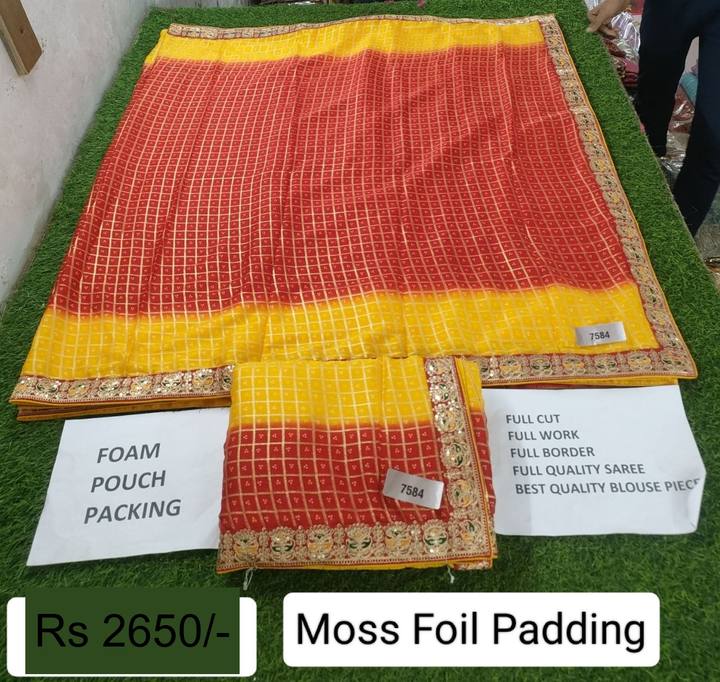 7584
FOAM
POUCH
PACKING
7584
FULL CUT
FULL WORK
FULL BORDER
FULL QUALITY SAREE
BEST QUALITY BLOUSE PIECE
Rs 2650/-
Moss Foil Padding